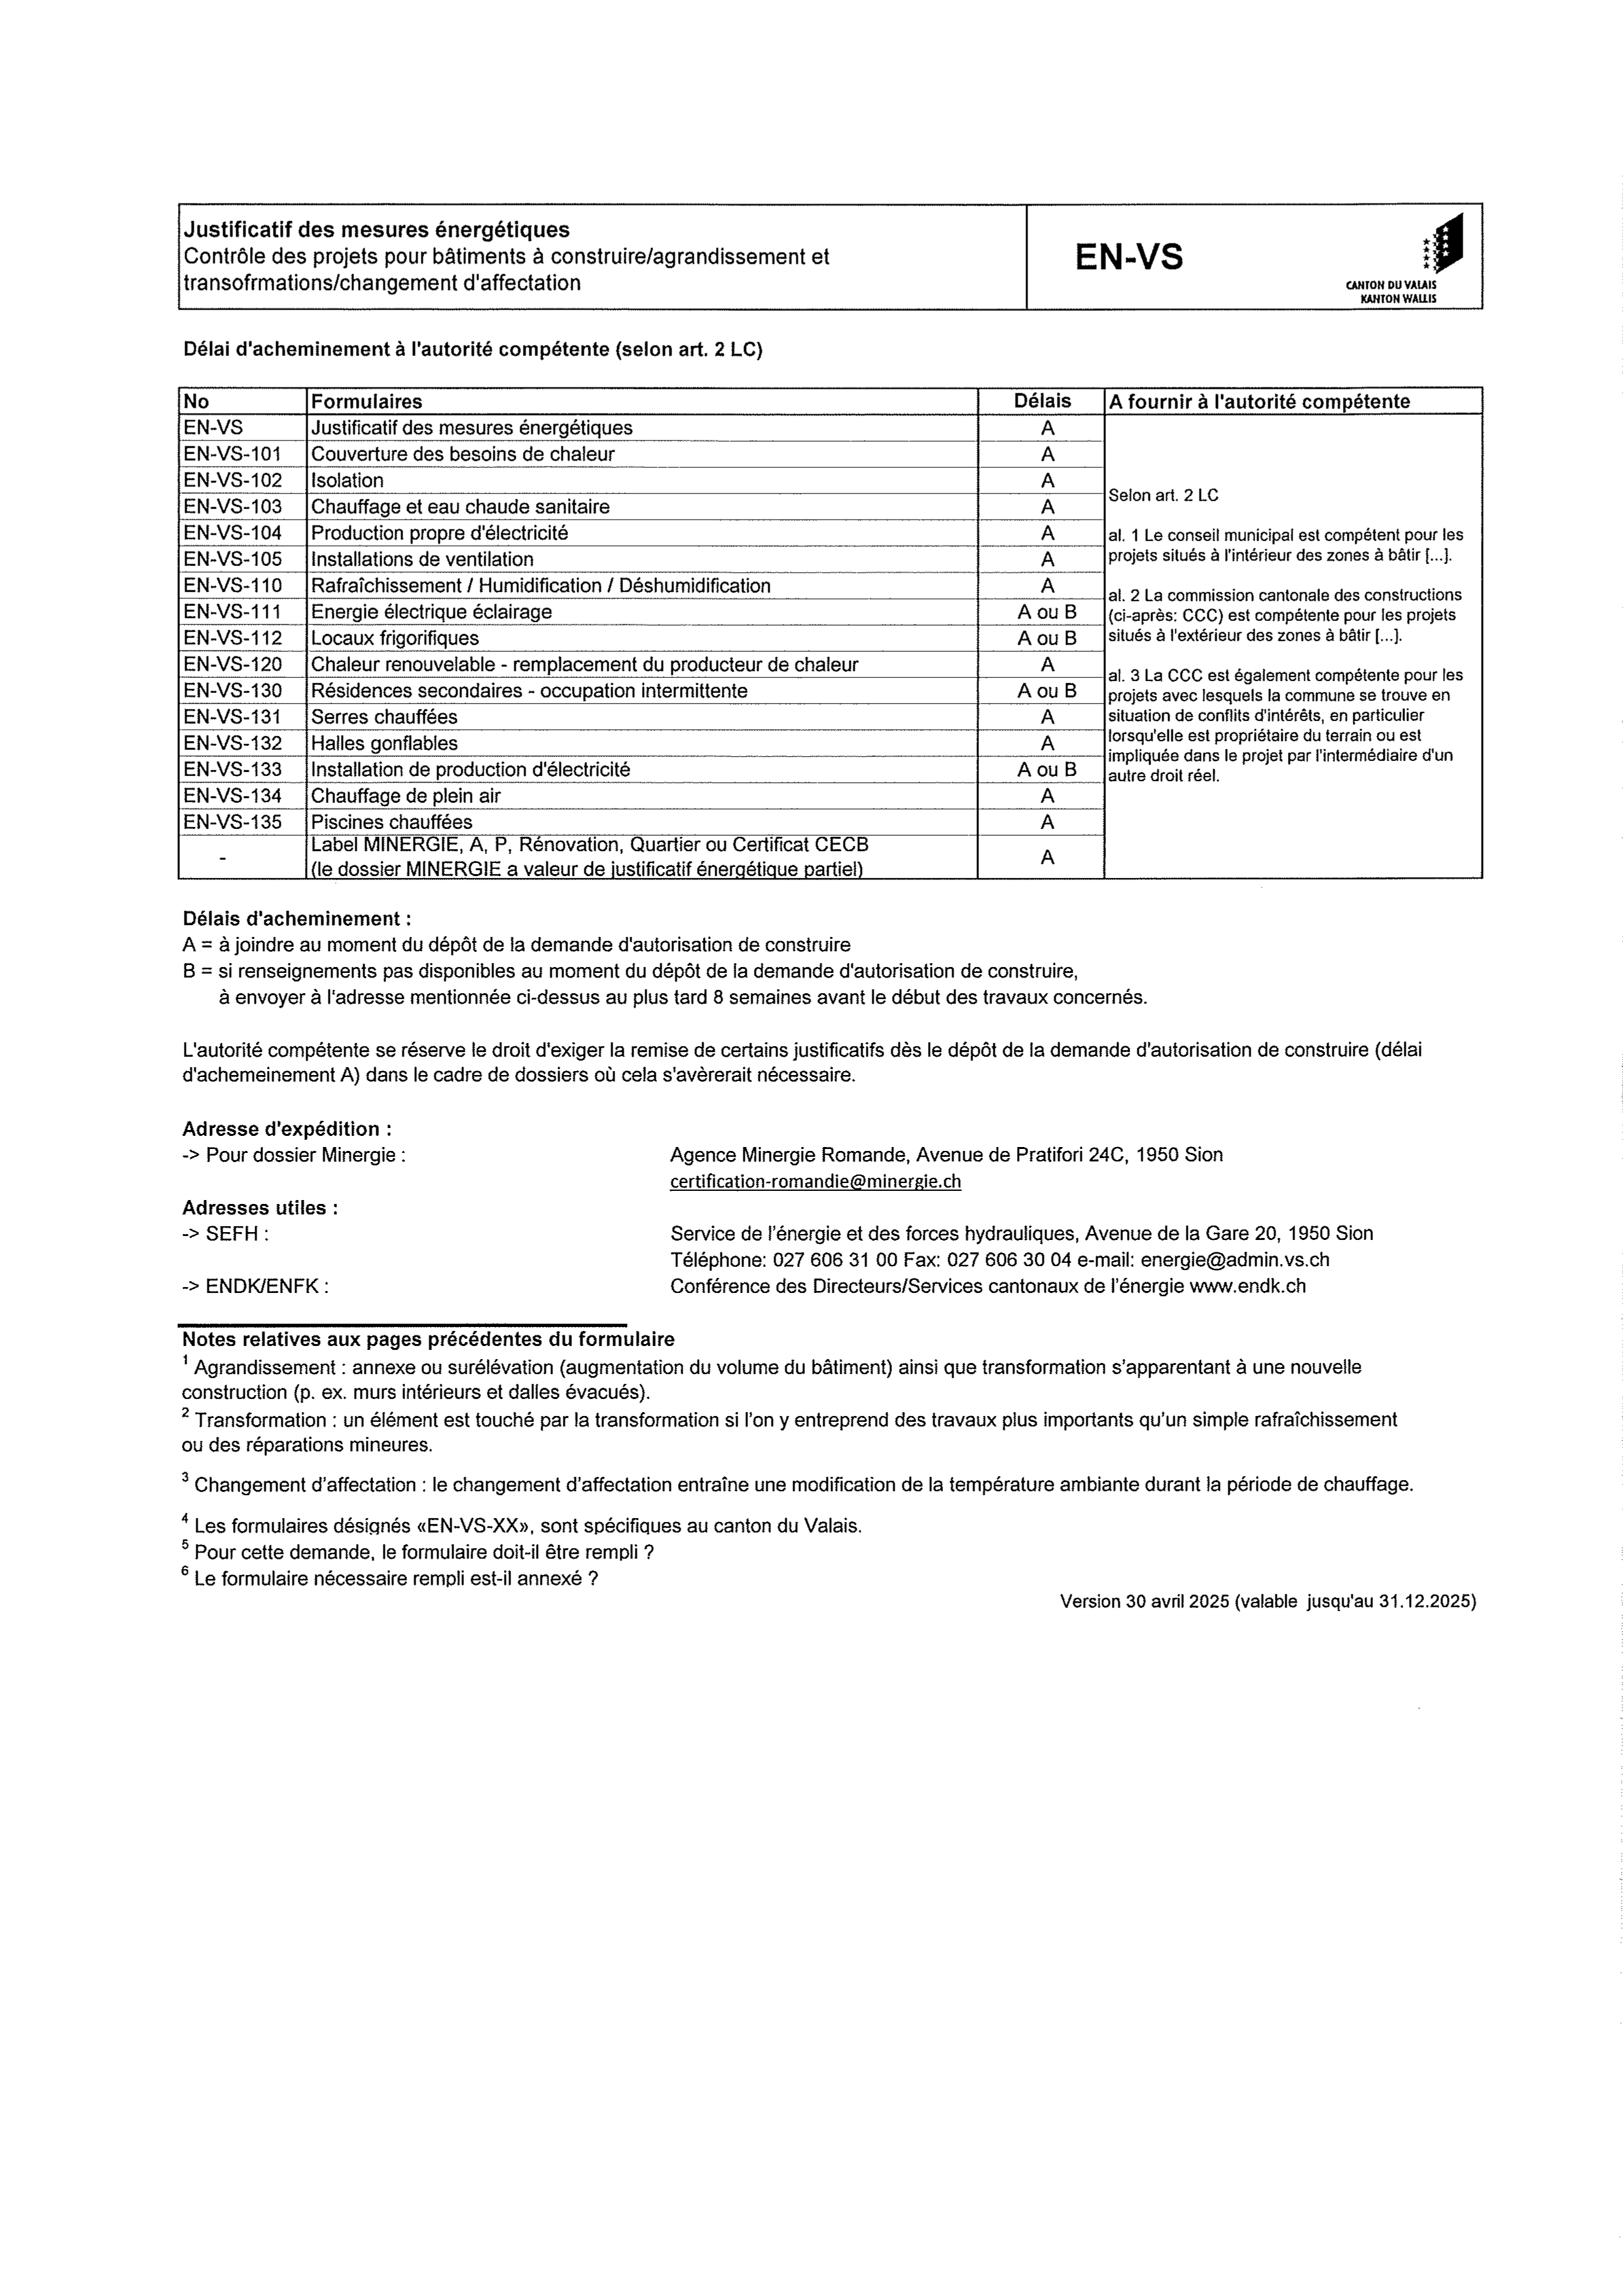 Justificatif des mesures énergétiques
Contrôle des projets pour bâtiments à construire/agrandissement et
transofrmations/changement d'affectation
EN-VS
CANTON DU VALAIS
KANTON WALLIS
Délai d'acheminement à l'autorité compétente (selon art. 2 LC)
No Formulaires Délais A fournir à l'autorité compétente
EN-VS Justificatif des mesures énergétiques A
EN-VS-101 Couverture des besoins de chaleur A
EN-VS-102 Isolation A
EN-VS-103 Chauffage et eau chaude sanitaire A
EN-VS-104 Production propre d'électricité A
EN-VS-105 Installations de ventilation A
EN-VS-110 Rafraîchissement / Humidification / Déshumidification A
EN-VS-111 Energie électrique éclairage A ou B
EN-VS-112 Locaux frigorifiques A ou B
EN-VS-120 Chaleur renouvelable - remplacement du producteur de chaleur A
EN-VS-130 Résidences secondaires - occupation intermittente A ou B
EN-VS-131 Serres chauffées A
EN-VS-132 Halles gonflables A
EN-VS-133 Installation de production d'électricité A ou B
EN-VS-134 Chauffage de plein air A
EN-VS-135 Piscines chauffées A
- Label MINERGIE, A, P, Rénovation, Quartier ou Certificat CECB
(le dossier MINERGIE a valeur de justificatif énergétique partiel) A
Selon art. 2 LC
al. 1 Le conseil municipal est compétent pour les
projets situés à l'intérieur des zones à bâtir [...].
al. 2 La commission cantonale des constructions
(ci-après: CCC) est compétente pour les projets
situés à l'extérieur des zones à bâtir [...].
al. 3 La CCC est également compétente pour les
projets avec lesquels la commune se trouve en
situation de conflits d'intérêts, en particulier
lorsqu'elle est propriétaire du terrain ou est
impliquée dans le projet par l'intermédiaire d'un
autre droit réel.
Délais d'acheminement :
A = à joindre au moment du dépôt de la demande d'autorisation de construire
B = si renseignements pas disponibles au moment du dépôt de la demande d'autorisation de construire,
à envoyer à l'adresse mentionnée ci-dessus au plus tard 8 semaines avant le début des travaux concernés.
L'autorité compétente se réserve le droit d'exiger la remise de certains justificatifs dès le dépôt de la demande d'autorisation de construire (délai
d'achemeinement A) dans le cadre de dossiers où cela s'avèrerait nécessaire.
Adresse d'expédition :
-> Pour dossier Minergie : Agence Minergie Romande, Avenue de Pratifori 24C, 1950 Sion
certification-romandie@minergie.ch
Adresses utiles :
-> SEFH : Service de l'énergie et des forces hydrauliques, Avenue de la Gare 20, 1950 Sion
Téléphone: 027 606 31 00 Fax: 027 606 30 04 e-mail: energie@admin.vs.ch
-> ENDK/ENFK : Conférence des Directeurs/Services cantonaux de l'énergie www.endk.ch
Notes relatives aux pages précédentes du formulaire
1 Agrandissement : annexe ou surélévation (augmentation du volume du bâtiment) ainsi que transformation s'apparentant à une nouvelle
construction (p. ex. murs intérieurs et dalles évacués).
2 Transformation : un élément est touché par la transformation si l'on y entreprend des travaux plus importants qu'un simple rafraîchissement
ou des réparations mineures.
3 Changement d'affectation : le changement d'affectation entraîne une modification de la température ambiante durant la période de chauffage.
4 Les formulaires désignés «EN-VS-XX», sont spécifiques au canton du Valais.
5 Pour cette demande, le formulaire doit-il être rempli ?
6 Le formulaire nécessaire rempli est-il annexé ?
Version 30 avril 2025 (valable jusqu'au 31.12.2025)